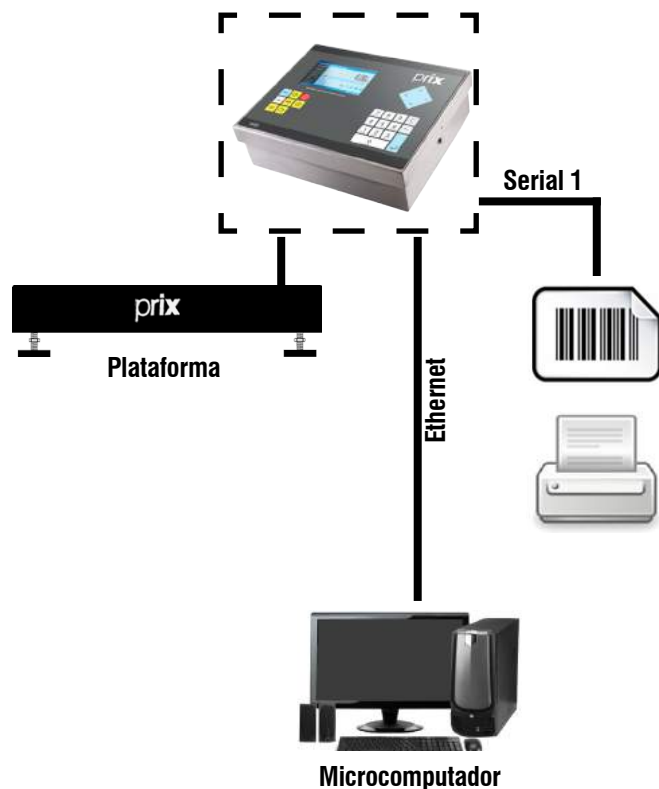 prix
Serial 1
prix
Plataforma
Ethernet
Microcomputador